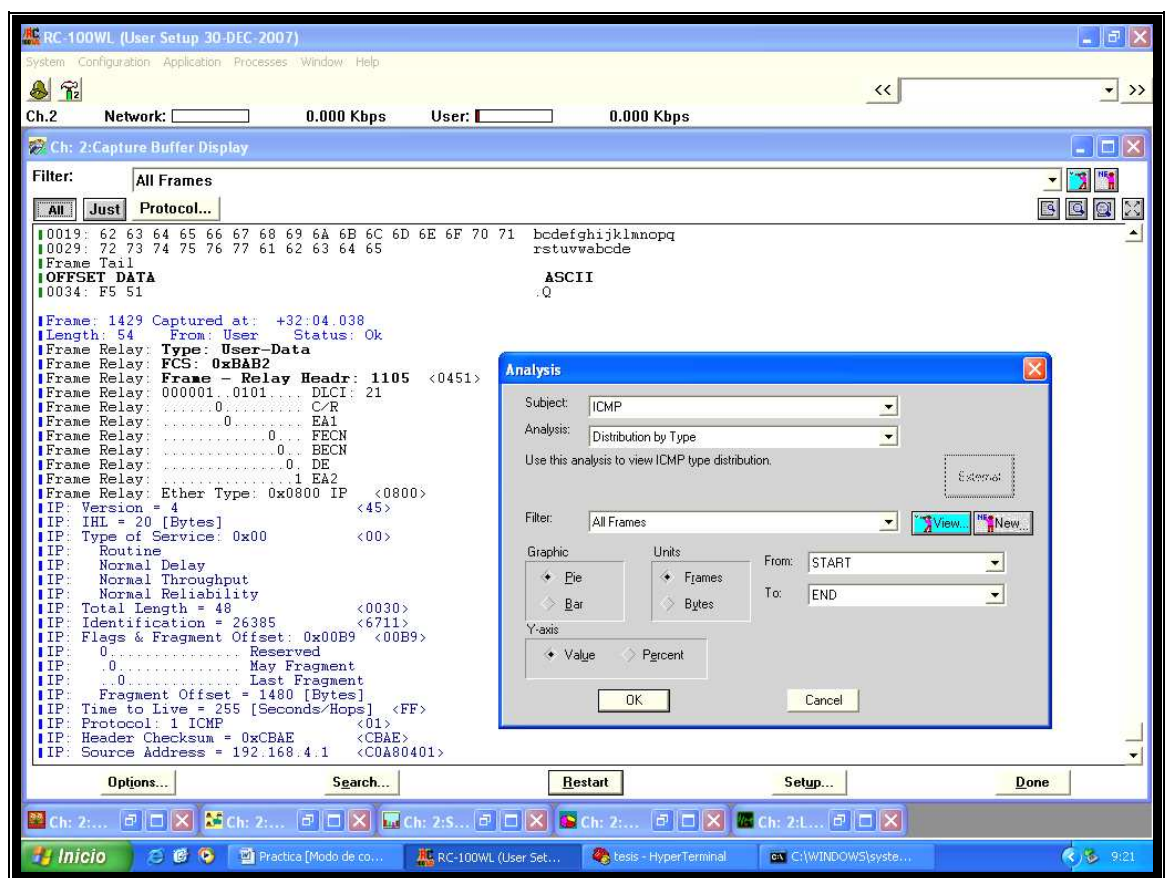 RC-100WL (User Setup 30-DEC-2007)
System Configuration Application Processes Window Help
<< >>
Ch.2 Network: 0.000 Kbps User: 0.000 Kbps
Ch: 2:Capture Buffer Display
Filter: All Frames
All Just Protocol...
0019: 62 63 64 65 66 67 68 69 6A 6B 6C 6D 6E 6F 70 71 bcdefghijklmnopq
0029: 72 73 74 75 76 77 61 62 63 64 65 rstuvwabcde
Frame Tail
OFFSET DATA ASCII
0034: F5 51 .Q
Frame: 1429 Captured at: +32:04.038
Length: 54 From: User Status: Ok
Frame Relay: Type: User-Data
Frame Relay: FCS: 0xBAB2
Frame Relay: Frame - Relay Headr: 1105 <0451>
Frame Relay: 000001..0101.... DLCI: 21
Frame Relay: ......0......... C/R
Frame Relay: .......0........ EA1
Frame Relay: ............0... FECN
Frame Relay: .............0.. BECN
Frame Relay: ..............0. DE
Frame Relay: ...............1 EA2
Frame Relay: Ether Type: 0x0800 IP <0800>
IP: Version = 4 <45>
IP: IHL = 20 [Bytes]
IP: Type of Service: 0x00 <00>
IP: Routine
IP: Normal Delay
IP: Normal Throughput
IP: Normal Reliability
IP: Total Length = 48 <0030>
IP: Identification = 26385 <6711>
IP: Flags & Fragment Offset: 0x00B9 <00B9>
IP: 0............... Reserved
IP: .0.............. May Fragment
IP: ..0............. Last Fragment
IP: Fragment Offset = 1480 [Bytes]
IP: Time to Live = 255 [Seconds/Hops] <FF>
IP: Protocol: 1 ICMP <01>
IP: Header Checksum = 0xCBAE <CBAE>
IP: Source Address = 192.168.4.1 <C0A80401>
Analysis
Subject: ICMP
Analysis: Distribution by Type
Use this analysis to view ICMP type distribution.
External
Filter: All Frames View... New...
Graphic Units
From: START
Pie Frames
To: END
Bar Bytes
Y-axis
Value Percent
OK Cancel
Options... Search... Restart Setup... Done
Ch: 2:... Ch: 2:... Ch: 2:S... Ch: 2:... Ch: 2:L...
Inicio Practica [Modo de co... RC-100WL (User Set... tesis - HyperTerminal C:\WINDOWS\syste... 9:21